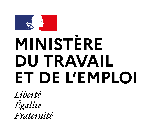 MINISTÈRE
DU TRAVAIL
ET DE L'EMPLOI
Liberté
Égalité
Fraternité